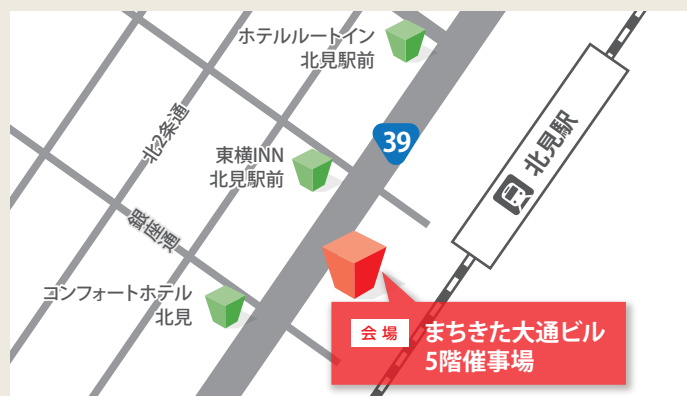 ホテルルートイン
北見駅前
北2条通
39
北見駅
東横INN
北見駅前
銀座通
コンフォートホテル
北見
会場 まちきた大通ビル
5階催事場